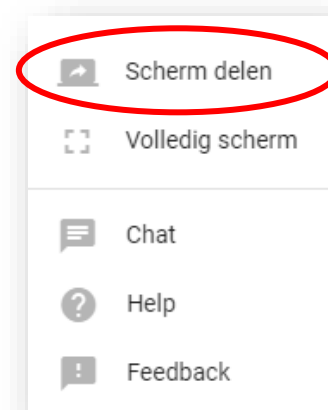 Scherm delen
Volledig scherm
Chat
Help
Feedback